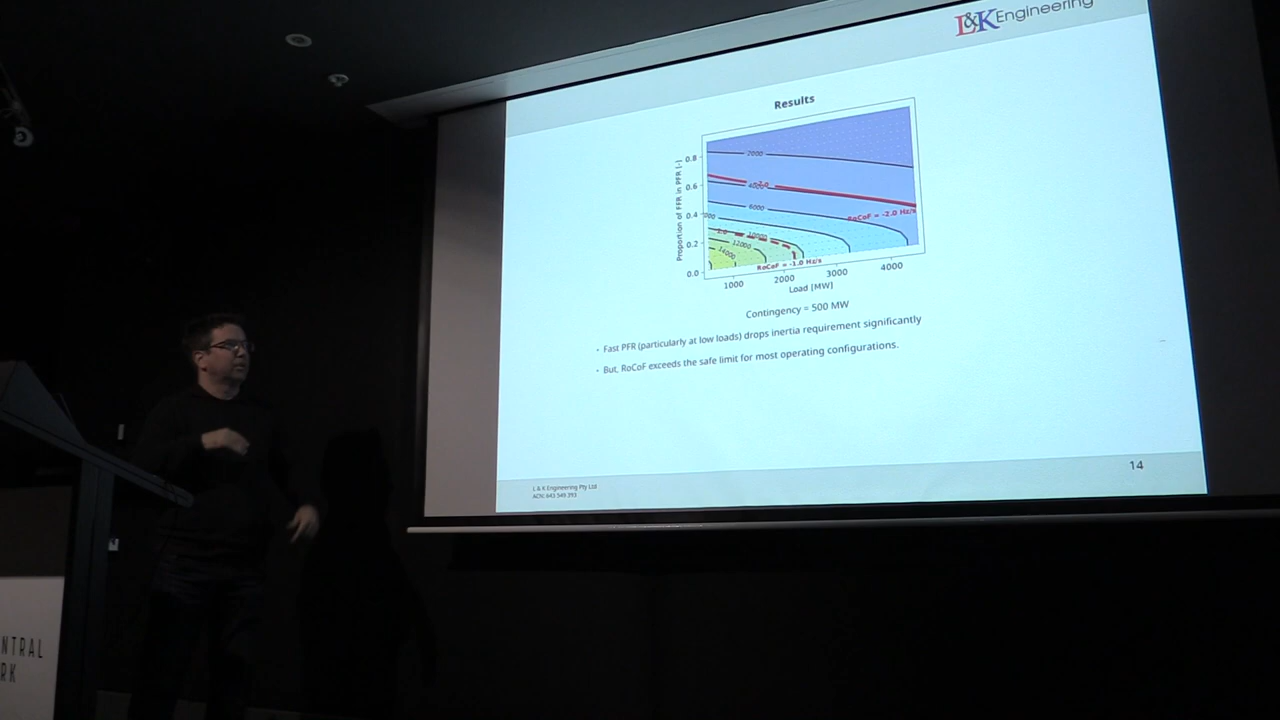 L&K Engineering
Results
Proportion of FFR in PFR [-]
0.8
0.6
0.4
0.2
0.0
2000
6000
10000
12000
14000
RoCoF = -2.0 Hz/s
RoCoF = -1.0 Hz/s
1000 2000 3000 4000
Load [MW]
Contingency = 500 MW
· Fast PFR (particularly at low loads) drops inertia requirement significantly
· But, RoCoF exceeds the safe limit for most operating configurations.
L & K Engineering Pty Ltd
ACN: 643 549 393
14
NTRAL
RK